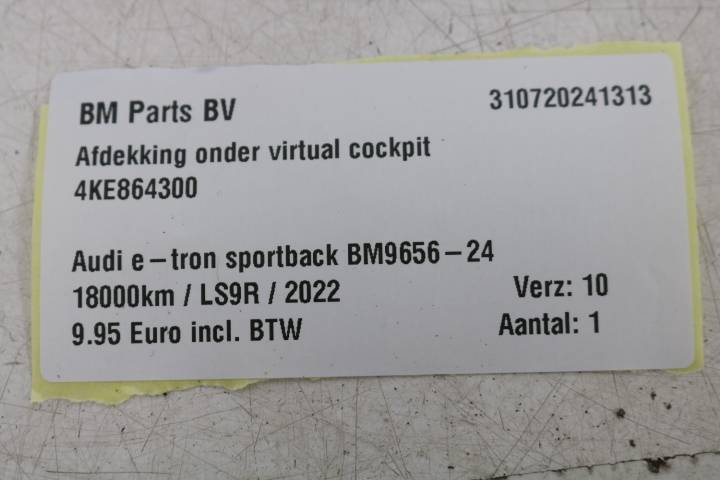 BM Parts BV 310720241313
Afdekking onder virtual cockpit
4KE864300
Audi e-tron sportback BM9656-24
18000km / LS9R / 2022 Verz: 10
9.95 Euro incl. BTW Aantal: 1